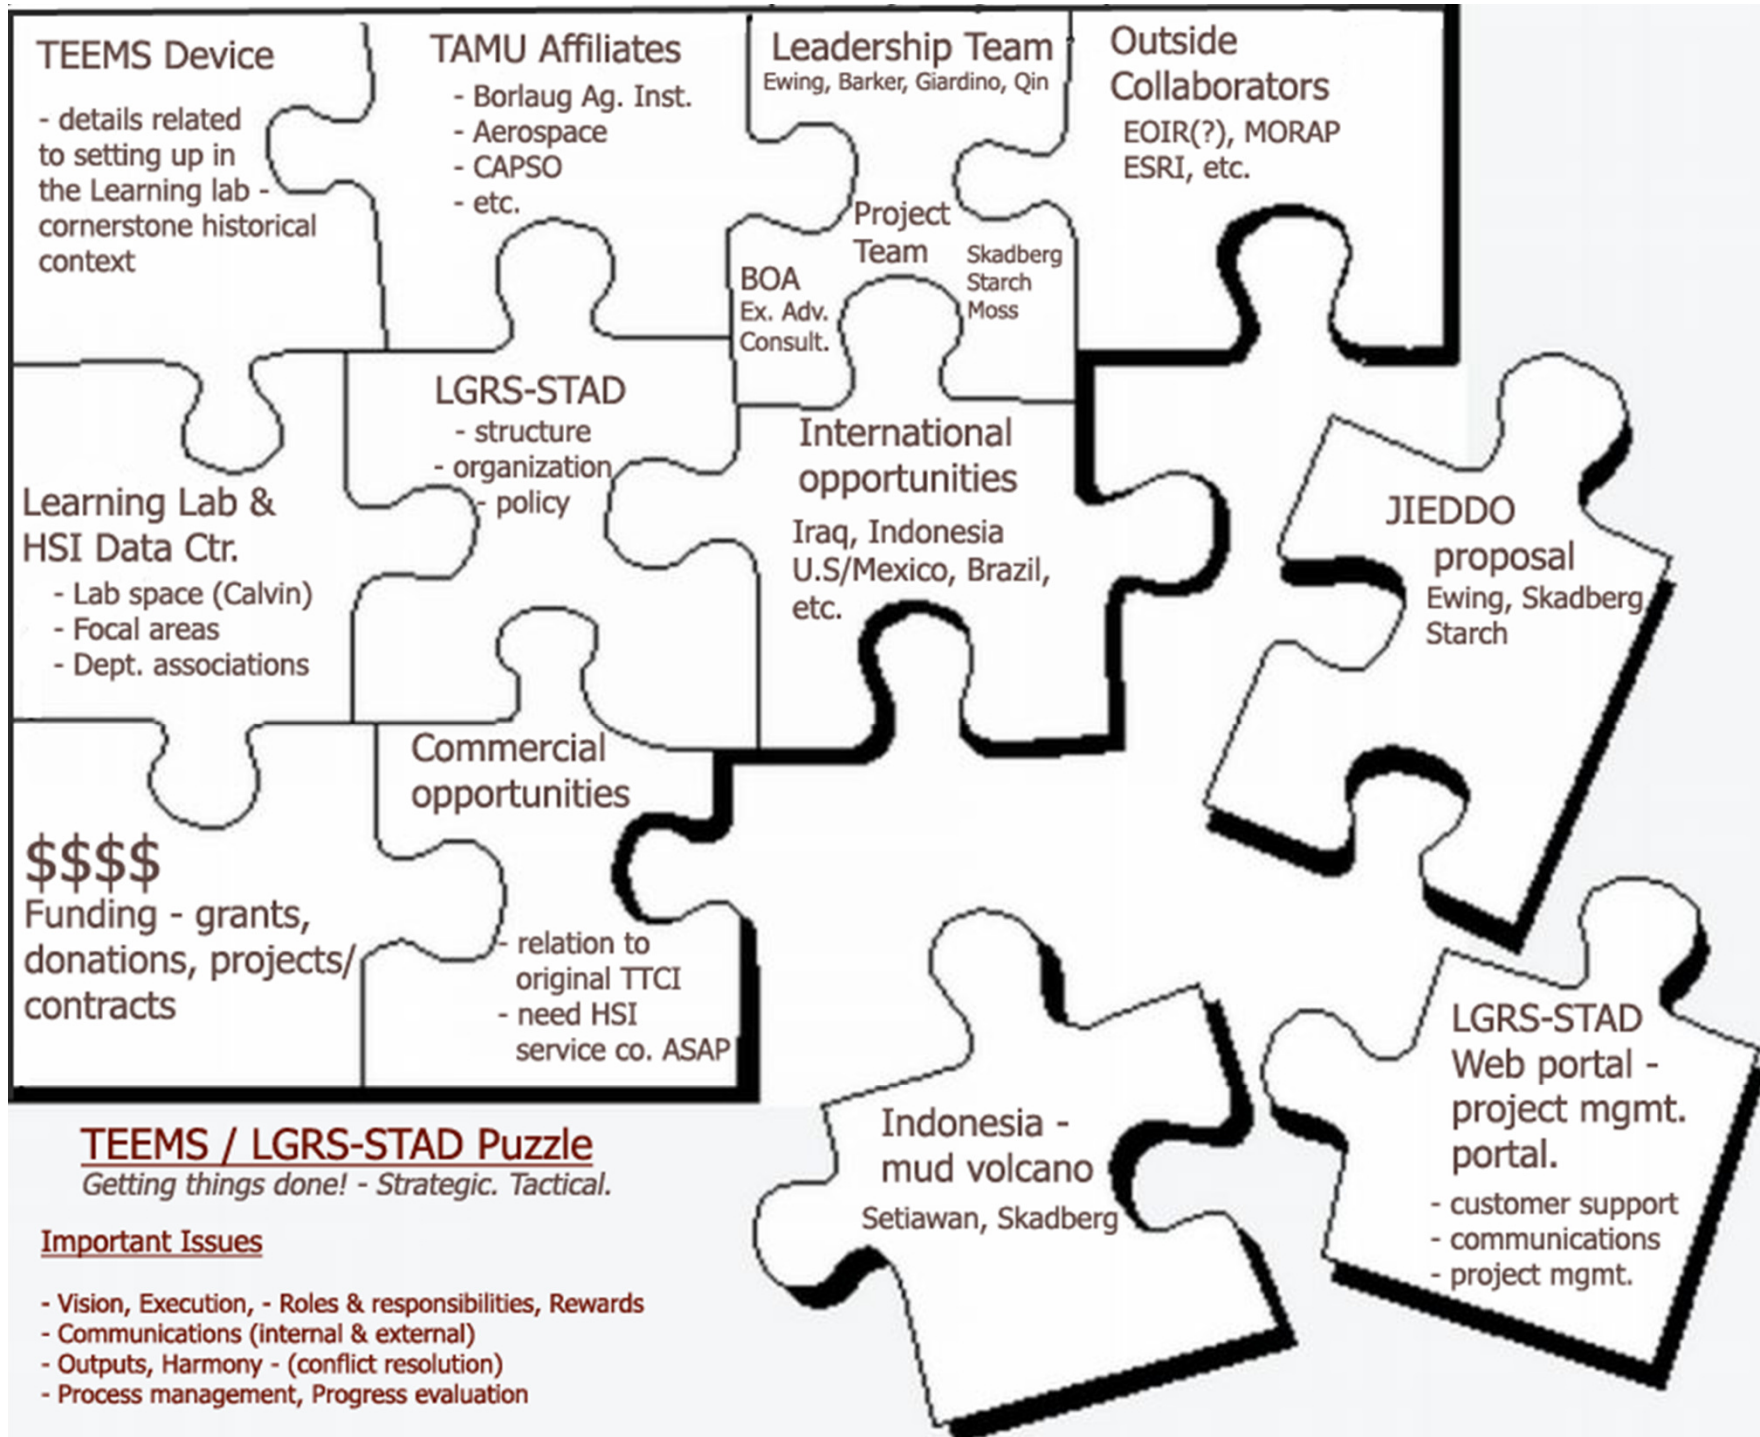 TEEMS Device
- details related
to setting up in
the Learning lab -
cornerstone historical
context
TAMU Affiliates
- Borlaug Ag. Inst.
- Aerospace
- CAPSO
- etc.
Leadership Team
Ewing, Barker, Giardino, Qin
Project
Team
BOA
Ex. Adv.
Consult.
Skadberg
Starch
Moss
Outside
Collaborators
EOIR(?), MORAP
ESRI, etc.
Learning Lab &
HSI Data Ctr.
- Lab space (Calvin)
- Focal areas
- Dept. associations
LGRS-STAD
- structure
- organization
- policy
International
opportunities
Iraq, Indonesia
U.S/Mexico, Brazil,
etc.
JIEDDO
proposal
Ewing, Skadberg
Starch
$$$$
Funding - grants,
donations, projects/
contracts
Commercial
opportunities
- relation to
original TTCI
- need HSI
service co. ASAP
Indonesia -
mud volcano
Setiawan, Skadberg
LGRS-STAD
Web portal -
project mgmt.
portal.
- customer support
- communications
- project mgmt.
TEEMS / LGRS-STAD Puzzle
Getting things done! - Strategic. Tactical.
Important Issues
- Vision, Execution, - Roles & responsibilities, Rewards
- Communications (internal & external)
- Outputs, Harmony - (conflict resolution)
- Process management, Progress evaluation